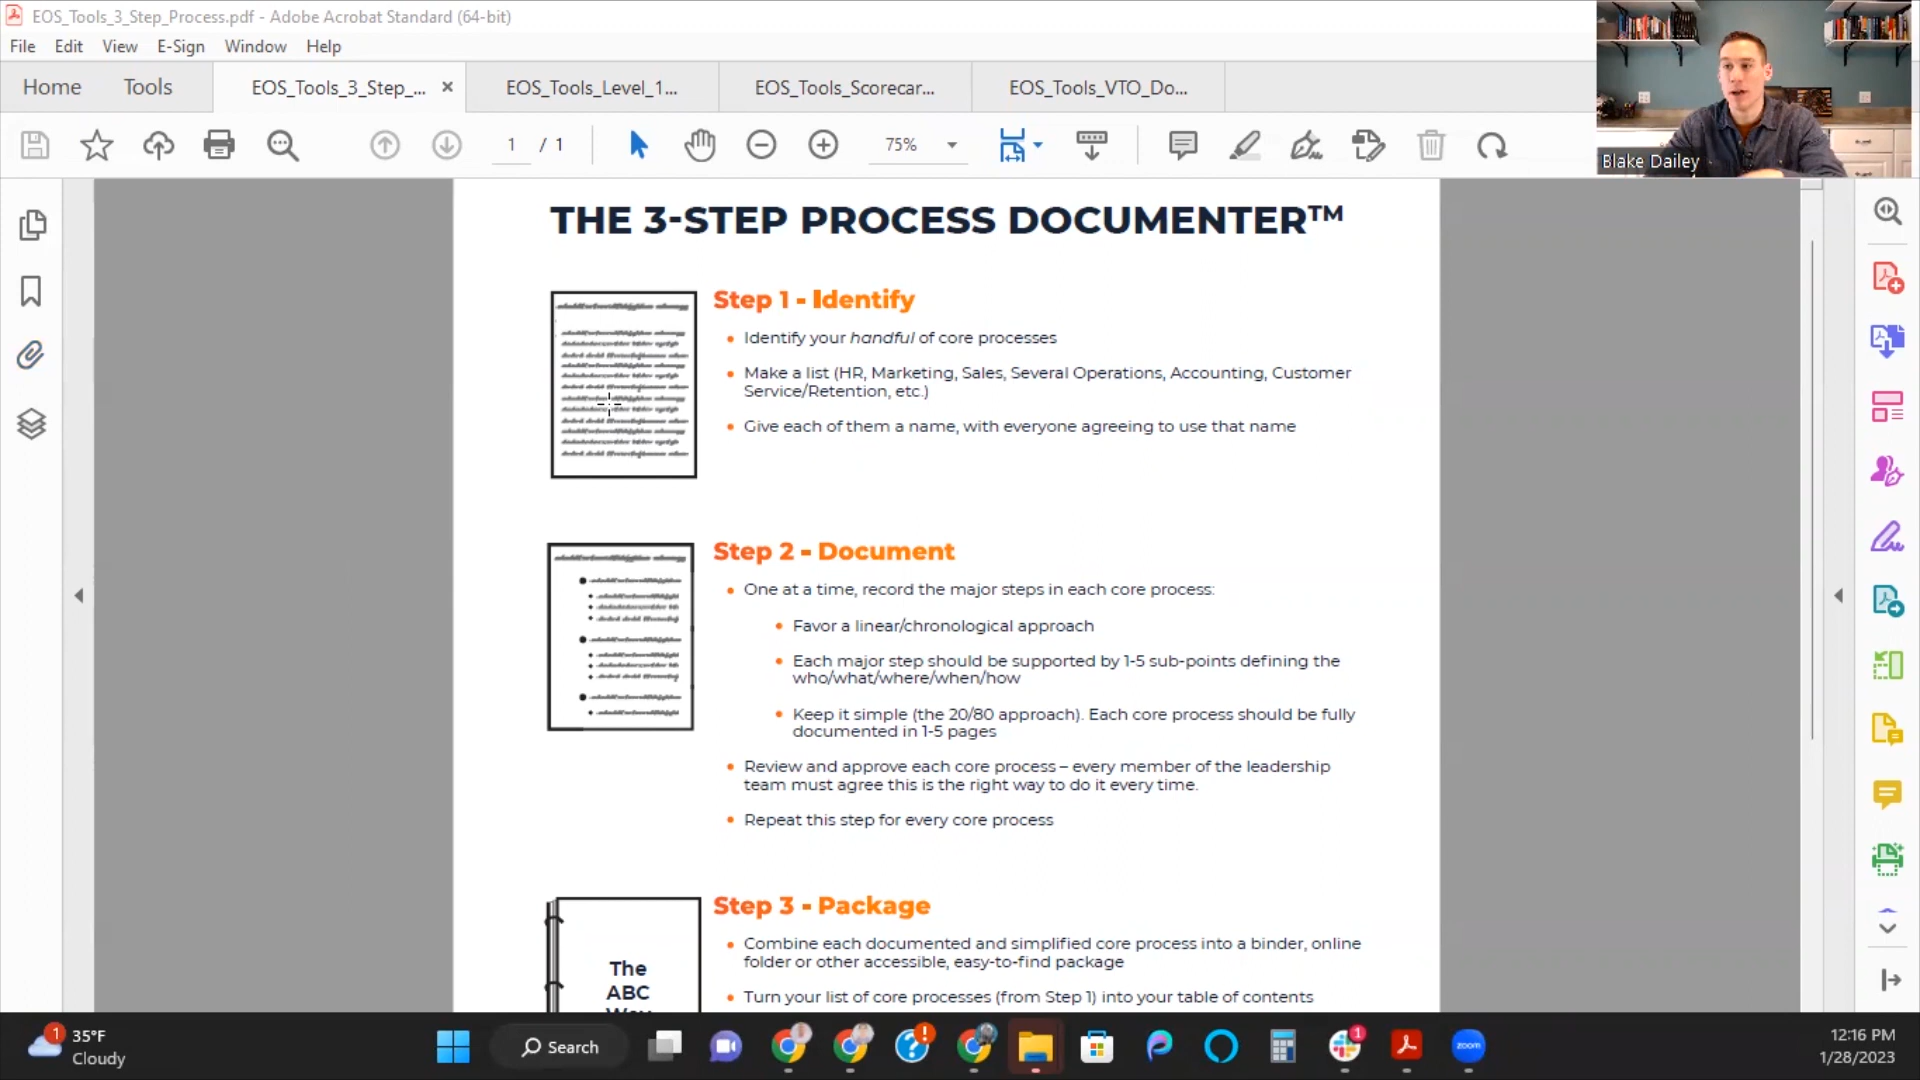 EOS_Tools_3_Step_Process.pdf - Adobe Acrobat Standard (64-bit)
File Edit View E-Sign Window Help
Home Tools EOS_Tools_3_Step_... × EOS_Tools_Level_1... EOS_Tools_Scorecar... EOS_Tools_VTO_Do...
1 / 1 75%
Blake Dailey
THE 3-STEP PROCESS DOCUMENTER™
Step 1 - Identify
• Identify your handful of core processes
• Make a list (HR, Marketing, Sales, Several Operations, Accounting, Customer
Service/Retention, etc.)
• Give each of them a name, with everyone agreeing to use that name
Step 2 - Document
• One at a time, record the major steps in each core process:
• Favor a linear/chronological approach
• Each major step should be supported by 1-5 sub-points defining the
who/what/where/when/how
• Keep it simple (the 20/80 approach). Each core process should be fully
documented in 1-5 pages
• Review and approve each core process – every member of the leadership
team must agree this is the right way to do it every time.
• Repeat this step for every core process
Step 3 - Package
• Combine each documented and simplified core process into a binder, online
folder or other accessible, easy-to-find package
• Turn your list of core processes (from Step 1) into your table of contents
The
ABC
Way
1
35°F
Cloudy
Search
1
zoom
12:16 PM
1/28/2023